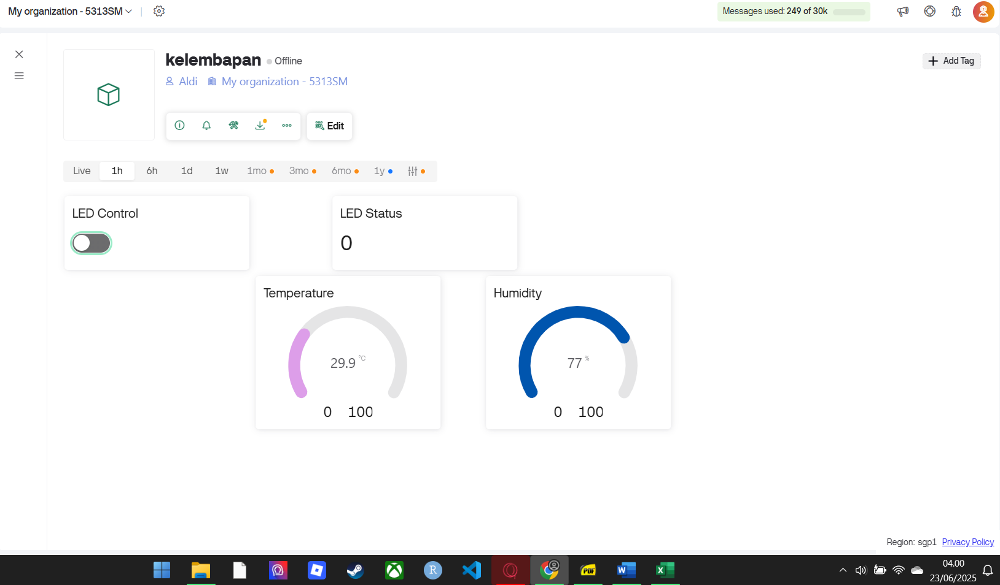 My organization - 5313SM
Messages used: 249 of 30k
kelembapan
Offline
Aldi
My organization - 5313SM
Add Tag
Edit
Live 1h 6h 1d 1w 1mo 3mo 6mo 1y
LED Control
LED Status
0
Temperature
29.9 °C
0 100
Humidity
77 %
0 100
Region: sgp1 Privacy Policy
R
PDF
W
X
04.00
23/06/2025